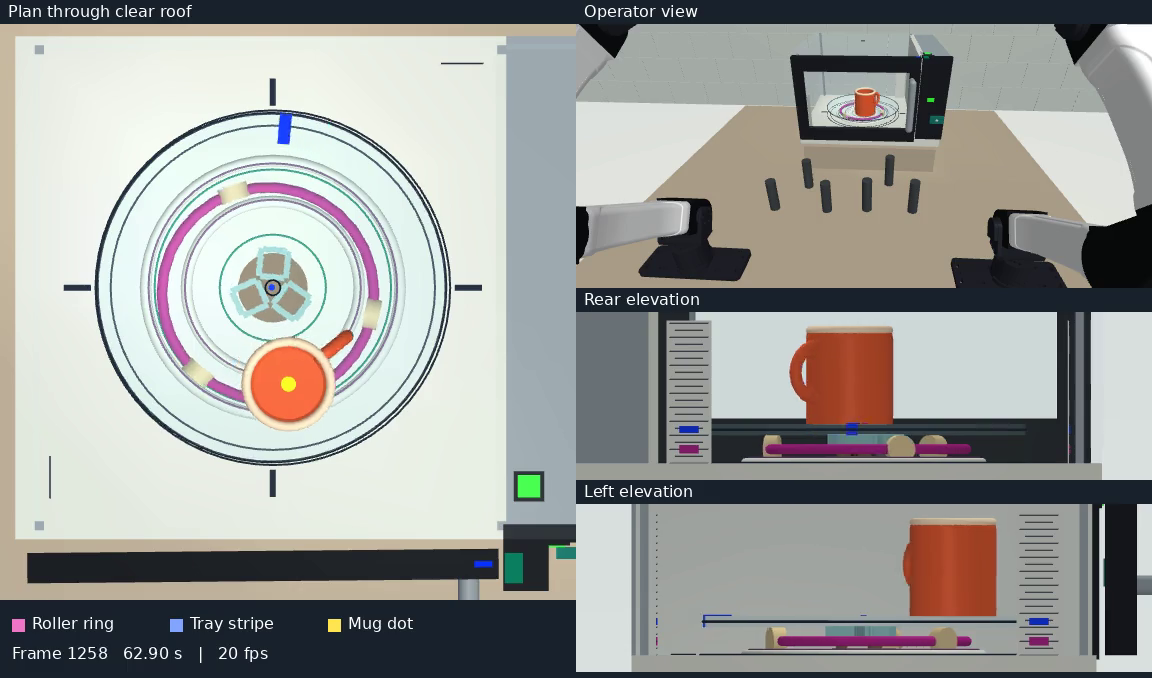 Plan through clear roof
Operator view
Rear elevation
Left elevation
Roller ring
Tray stripe
Mug dot
Frame 1258 62.90 s | 20 fps